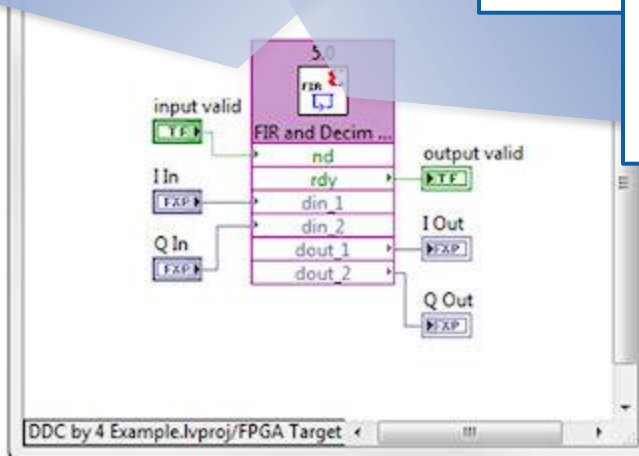 5.0
FIR
input valid
TF
FIR and Decim ...
nd
output valid
rdy
TF
I In
din_1
FXP
din_2
I Out
Q In
dout_1
FXP
FXP
dout_2
Q Out
FXP
DDC by 4 Example.lvproj/FPGA Target